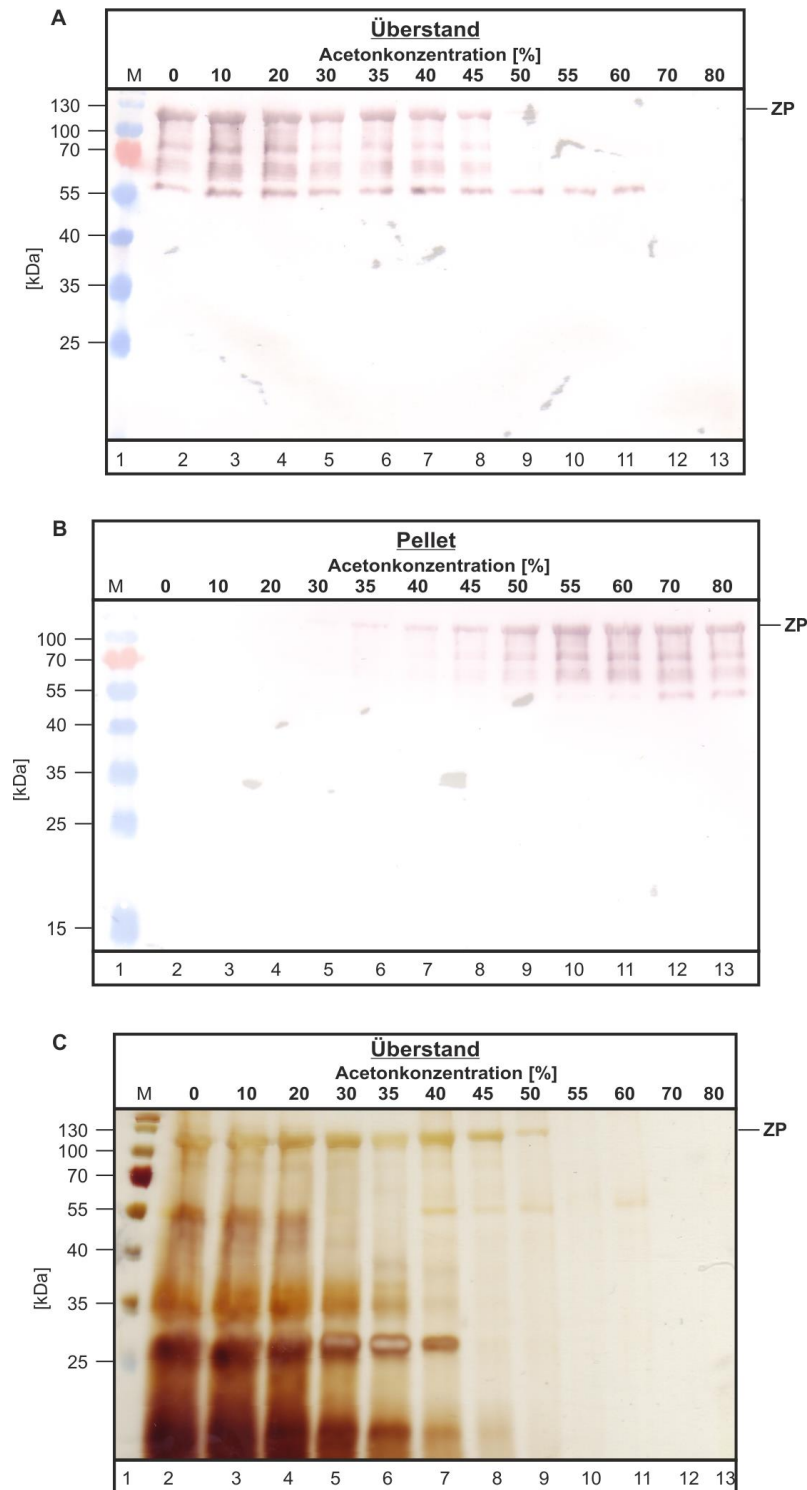 A
Überstand
Acetonkonzentration [%]
M 0 10 20 30 35 40 45 50 55 60 70 80
130
ZP
100
70
55
40
[kDa]
35
25
1 2 3 4 5 6 7 8 9 10 11 12 13
B
Pellet
Acetonkonzentration [%]
M 0 10 20 30 35 40 45 50 55 60 70 80
ZP
100
70
55
40
35
[kDa]
25
15
1 2 3 4 5 6 7 8 9 10 11 12 13
C
Überstand
Acetonkonzentration [%]
M 0 10 20 30 35 40 45 50 55 60 70 80
130
ZP
100
70
55
40
[kDa]
35
25
1 2 3 4 5 6 7 8 9 10 11 12 13